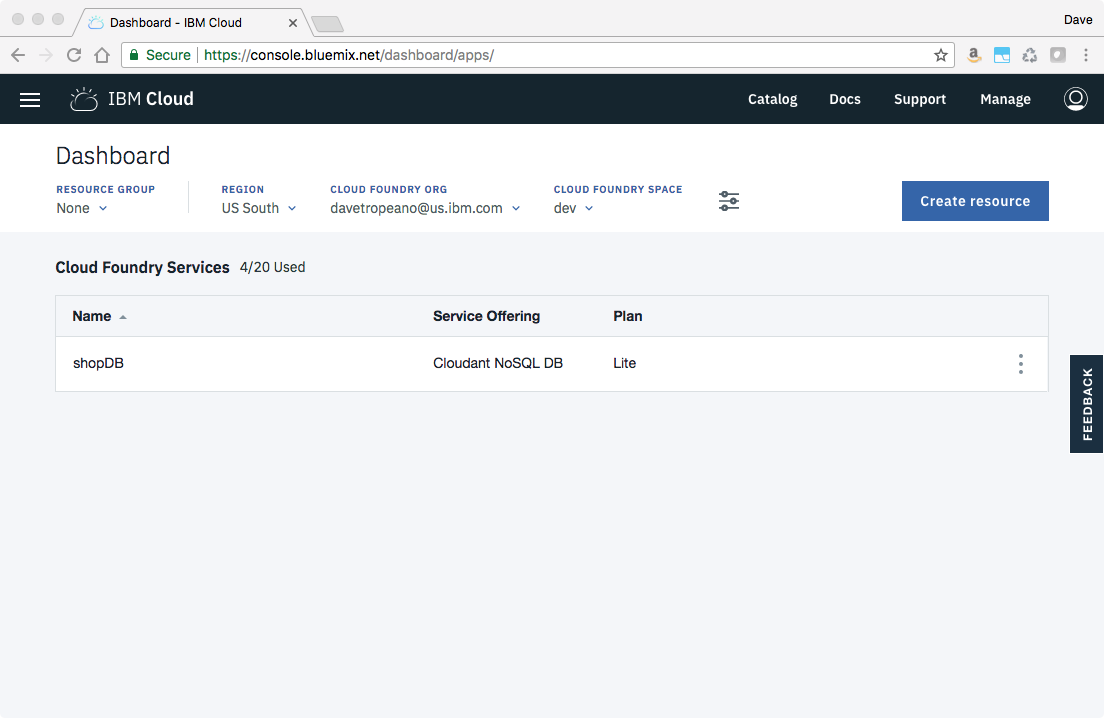 Dashboard - IBM Cloud
Dave
Secure https://console.bluemix.net/dashboard/apps/
IBM Cloud
Catalog Docs Support Manage
Dashboard
RESOURCE GROUP REGION CLOUD FOUNDRY ORG CLOUD FOUNDRY SPACE
None US South davetropeano@us.ibm.com dev
Create resource
Cloud Foundry Services 4/20 Used
Name Service Offering Plan
shopDB Cloudant NoSQL DB Lite
FEEDBACK